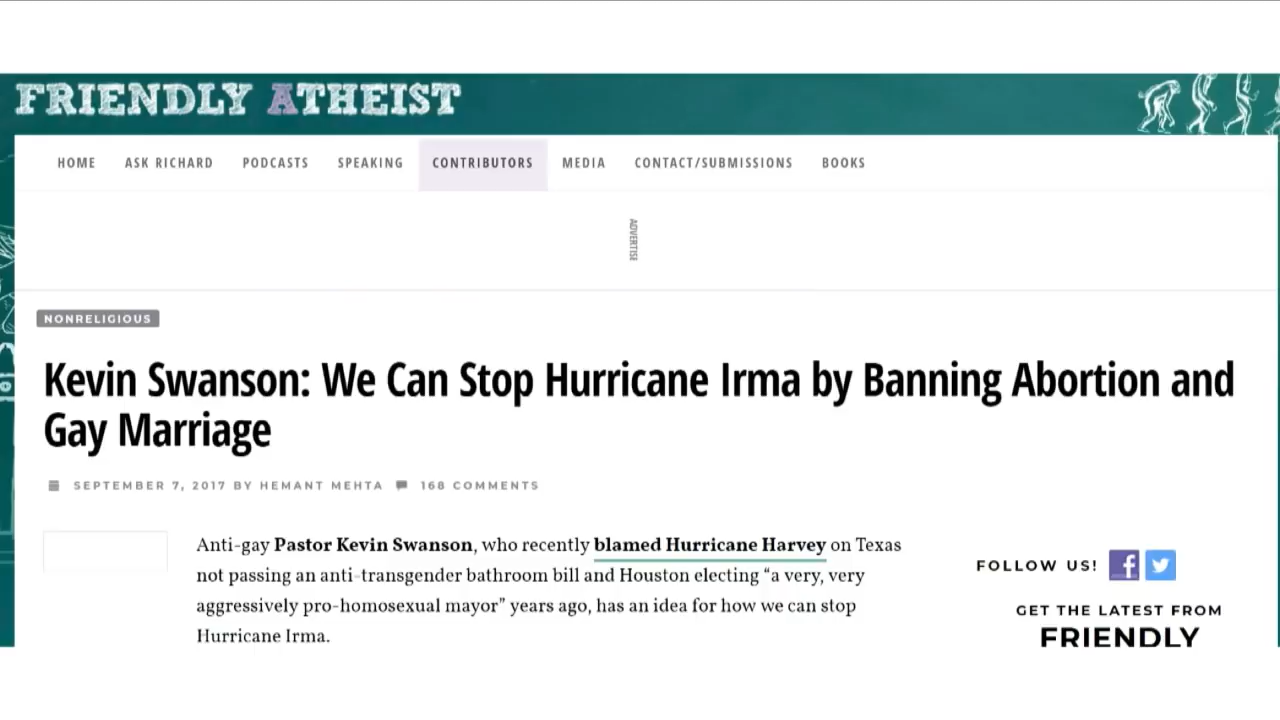 FRIENDLY ATHEIST
HOME ASK RICHARD PODCASTS SPEAKING CONTRIBUTORS MEDIA CONTACT/SUBMISSIONS BOOKS
ADVERTISE
NONRELIGIOUS
Kevin Swanson: We Can Stop Hurricane Irma by Banning Abortion and
Gay Marriage
SEPTEMBER 7, 2017 BY HEMANT MEHTA 168 COMMENTS
Anti-gay Pastor Kevin Swanson, who recently blamed Hurricane Harvey on Texas
not passing an anti-transgender bathroom bill and Houston electing “a very, very
aggressively pro-homosexual mayor” years ago, has an idea for how we can stop
Hurricane Irma.
FOLLOW US!
GET THE LATEST FROM
FRIENDLY